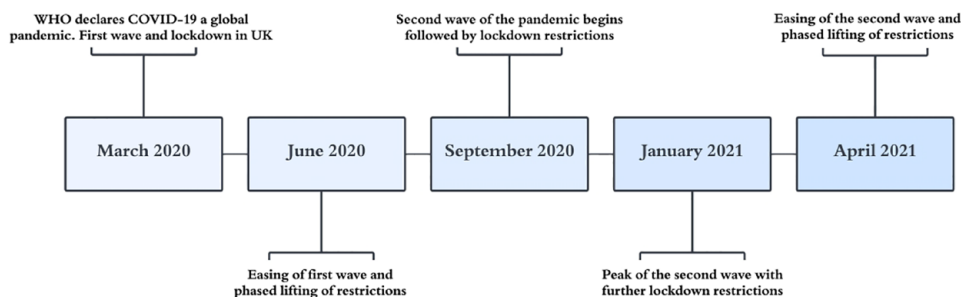 WHO declares COVID-19 a global
pandemic. First wave and lockdown in UK
Second wave of the pandemic begins
followed by lockdown restrictions
Easing of the second wave and
phased lifting of restrictions
March 2020
June 2020
September 2020
January 2021
April 2021
Easing of first wave and
phased lifting of restrictions
Peak of the second wave with
further lockdown restrictions